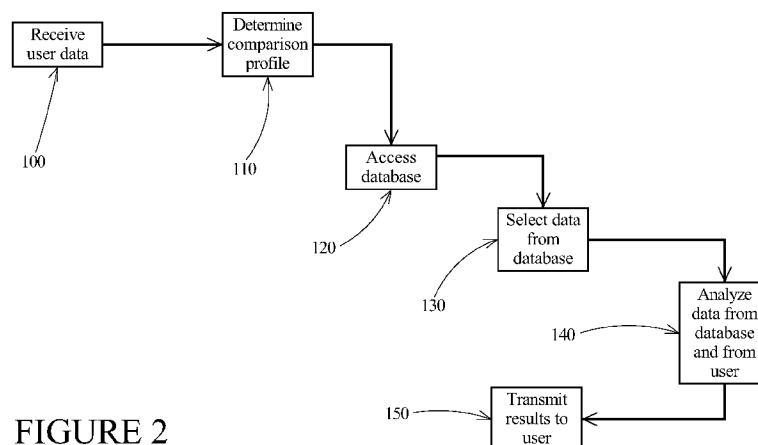 Receive
user data
100
Determine
comparison
profile
110
Access
database
120
Select data
from
database
130
Analyze
data from
database
and from
user
140
Transmit
results to
user
150
FIGURE 2